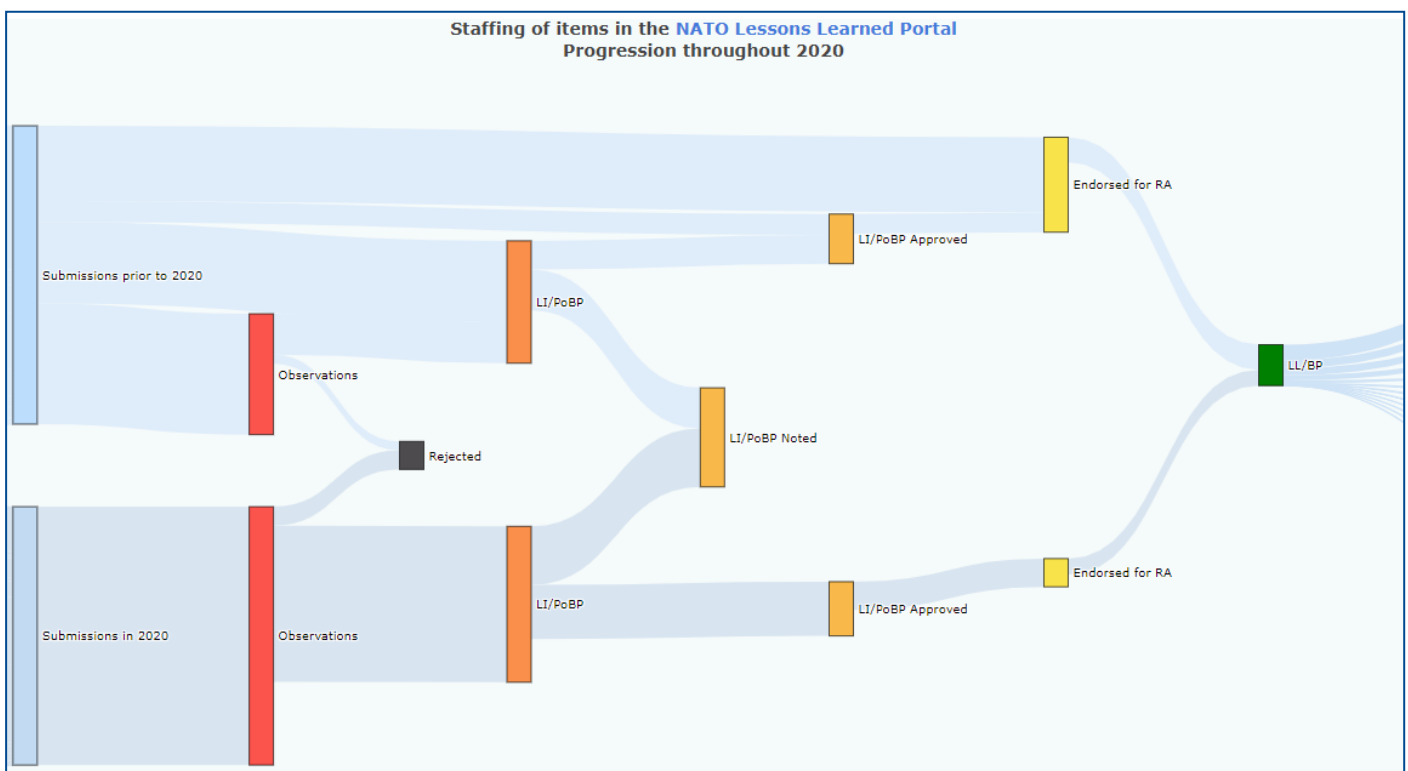 Staffing of items in the NATO Lessons Learned Portal
Progression throughout 2020
Endorsed for RA
LI/PoBP Approved
Submissions prior to 2020
LI/PoBP
LL/BP
Observations
LI/PoBP Noted
Rejected
Endorsed for RA
LI/PoBP
LI/PoBP Approved
Submissions in 2020
Observations